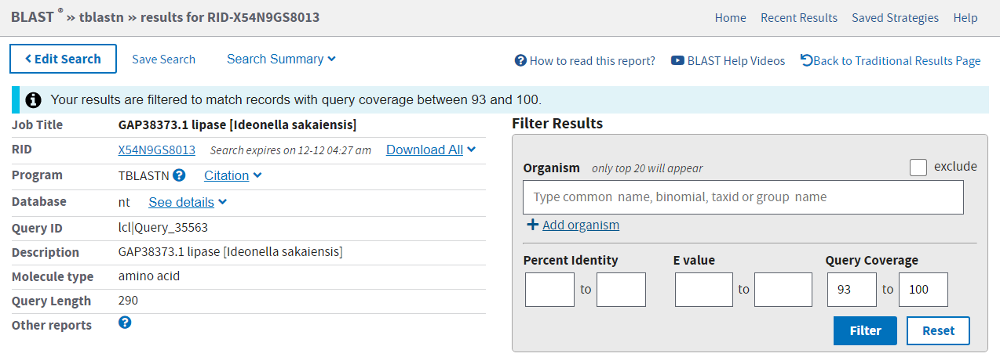 BLAST ® » tblastn » results for RID-X54N9GS8013
Home Recent Results Saved Strategies Help
Edit Search Save Search Search Summary
How to read this report? BLAST Help Videos Back to Traditional Results Page
Your results are filtered to match records with query coverage between 93 and 100.
Job Title GAP38373.1 lipase [Ideonella sakaiensis]
RID X54N9GS8013 Search expires on 12-12 04:27 am Download All
Program TBLASTN Citation
Database nt See details
Query ID lcl|Query_35563
Description GAP38373.1 lipase [Ideonella sakaiensis]
Molecule type amino acid
Query Length 290
Other reports
Filter Results
Organism only top 20 will appear exclude
Type common name, binomial, taxid or group name
Add organism
Percent Identity E value Query Coverage
to to 93 to 100
Filter Reset